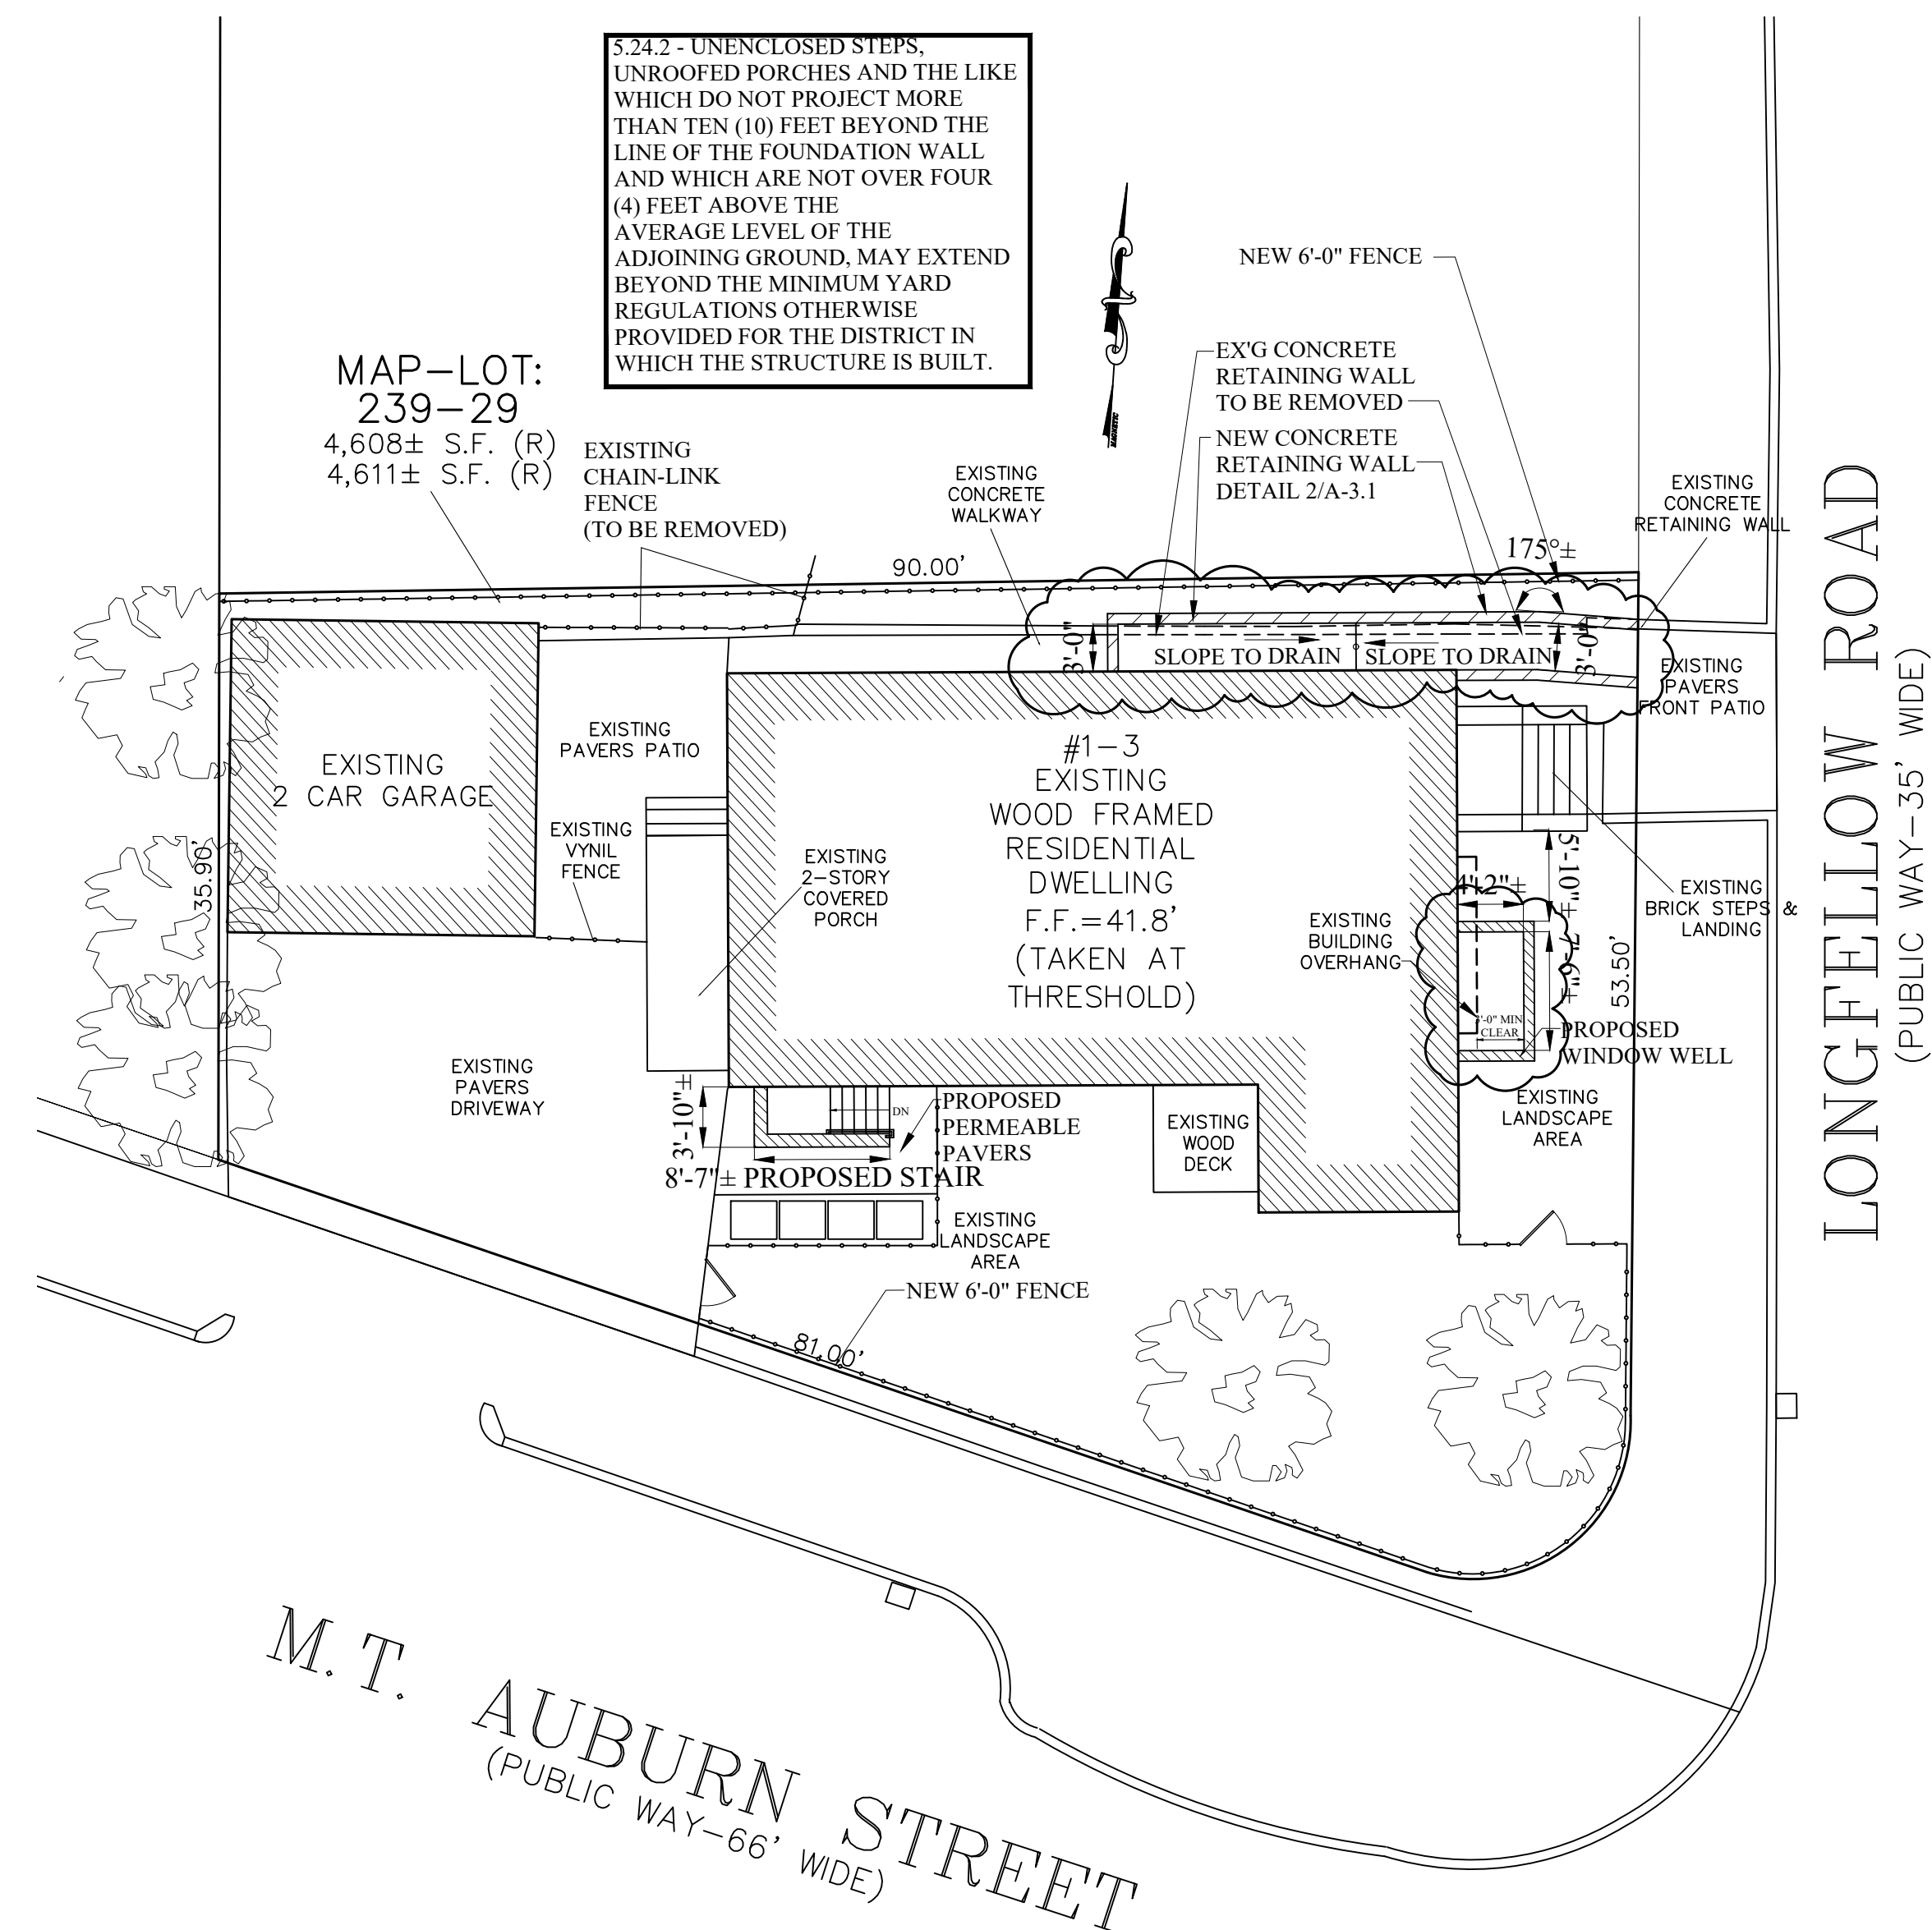 5.24.2 - UNENCLOSED STEPS,
UNROOFED PORCHES AND THE LIKE
WHICH DO NOT PROJECT MORE
THAN TEN (10) FEET BEYOND THE
LINE OF THE FOUNDATION WALL
AND WHICH ARE NOT OVER FOUR
(4) FEET ABOVE THE
AVERAGE LEVEL OF THE
ADJOINING GROUND, MAY EXTEND
BEYOND THE MINIMUM YARD
REGULATIONS OTHERWISE
PROVIDED FOR THE DISTRICT IN
WHICH THE STRUCTURE IS BUILT.
MAGNETIC
NEW 6'-0" FENCE
EX'G CONCRETE
RETAINING WALL
TO BE REMOVED
NEW CONCRETE
RETAINING WALL
DETAIL 2/A-3.1
MAP-LOT:
239-29
4,608± S.F. (R)
4,611± S.F. (R)
EXISTING
CHAIN-LINK
FENCE
(TO BE REMOVED)
EXISTING
CONCRETE
WALKWAY
EXISTING
CONCRETE
RETAINING WALL
90.00'
175°±
3'-0"
SLOPE TO DRAIN
SLOPE TO DRAIN
3'-0"
EXISTING
PAVERS
FRONT PATIO
EXISTING
2 CAR GARAGE
EXISTING
PAVERS PATIO
EXISTING
VYNIL
FENCE
35.90'
EXISTING
2-STORY
COVERED
PORCH
#1-3
EXISTING
WOOD FRAMED
RESIDENTIAL
DWELLING
F.F.=41.8'
(TAKEN AT
THRESHOLD)
EXISTING
BUILDING
OVERHANG
5'-10"±
4'-2"±
7'-6"±
53.50'
EXISTING
BRICK STEPS &
LANDING
MIN
CLEAR
PROPOSED
WINDOW WELL
EXISTING
LANDSCAPE
AREA
EXISTING
PAVERS
DRIVEWAY
3'-10"±
DN
PROPOSED
PERMEABLE
PAVERS
8'-7"± PROPOSED STAIR
EXISTING
WOOD
DECK
EXISTING
LANDSCAPE
AREA
NEW 6'-0" FENCE
81.00'
LONGFELLOW ROAD
(PUBLIC WAY-35' WIDE)
M.T. AUBURN STREET
(PUBLIC WAY-66' WIDE)